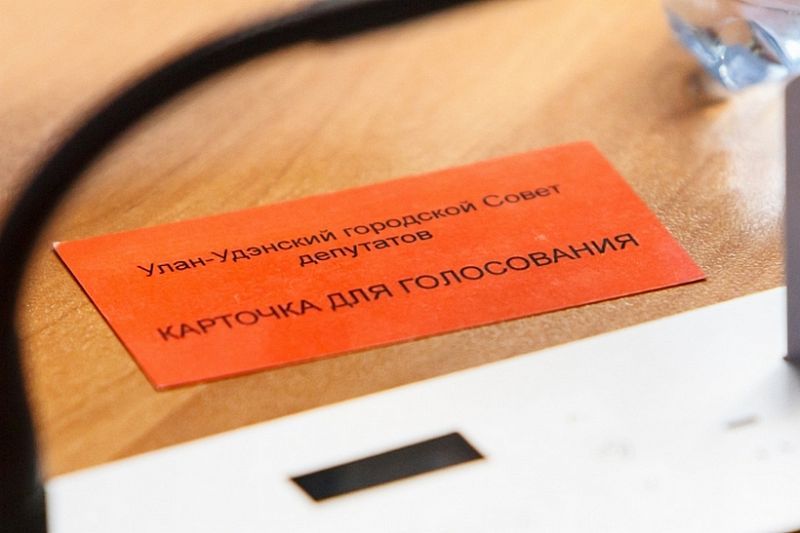 Улан-Удэнский городской Совет
депутатов
КАРТОЧКА ДЛЯ ГОЛОСОВАНИЯ